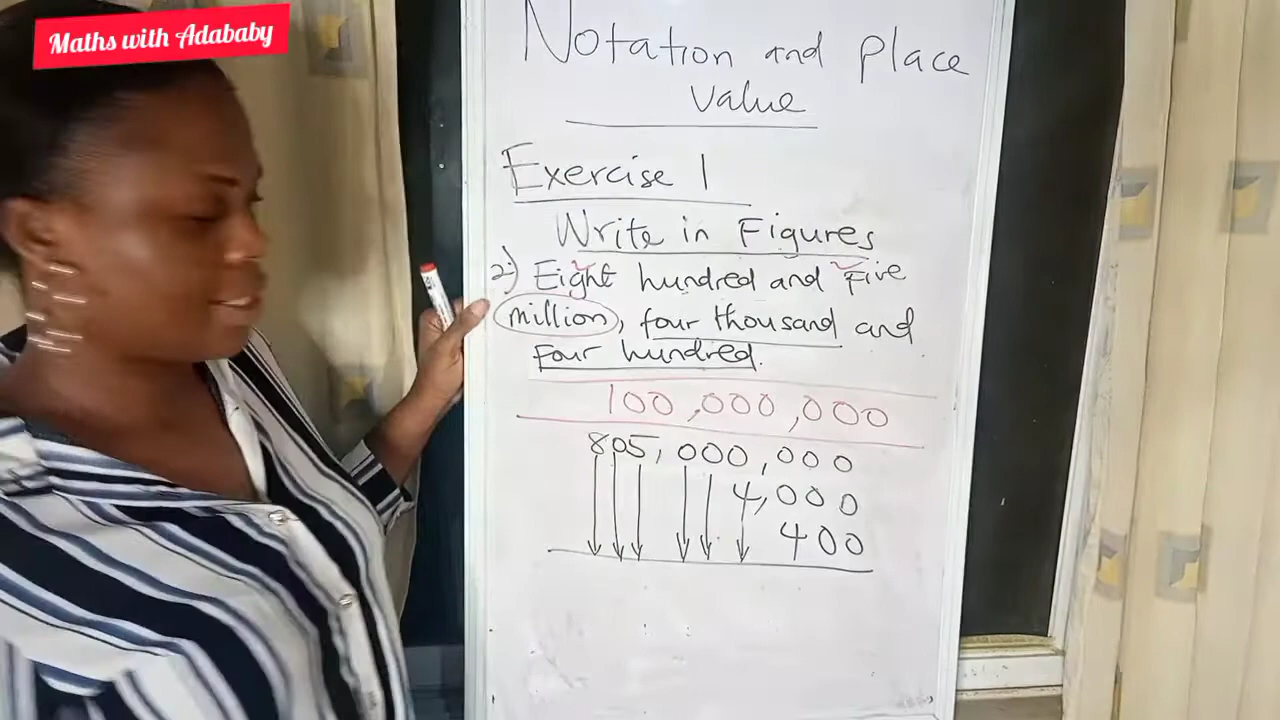 Maths with Adababy
Notation and place
value
Exercise 1
Write in Figures
2) Eight hundred and Five
million, four thousand and
Four hundred.
100,000,000
805,000,000
4,000
400